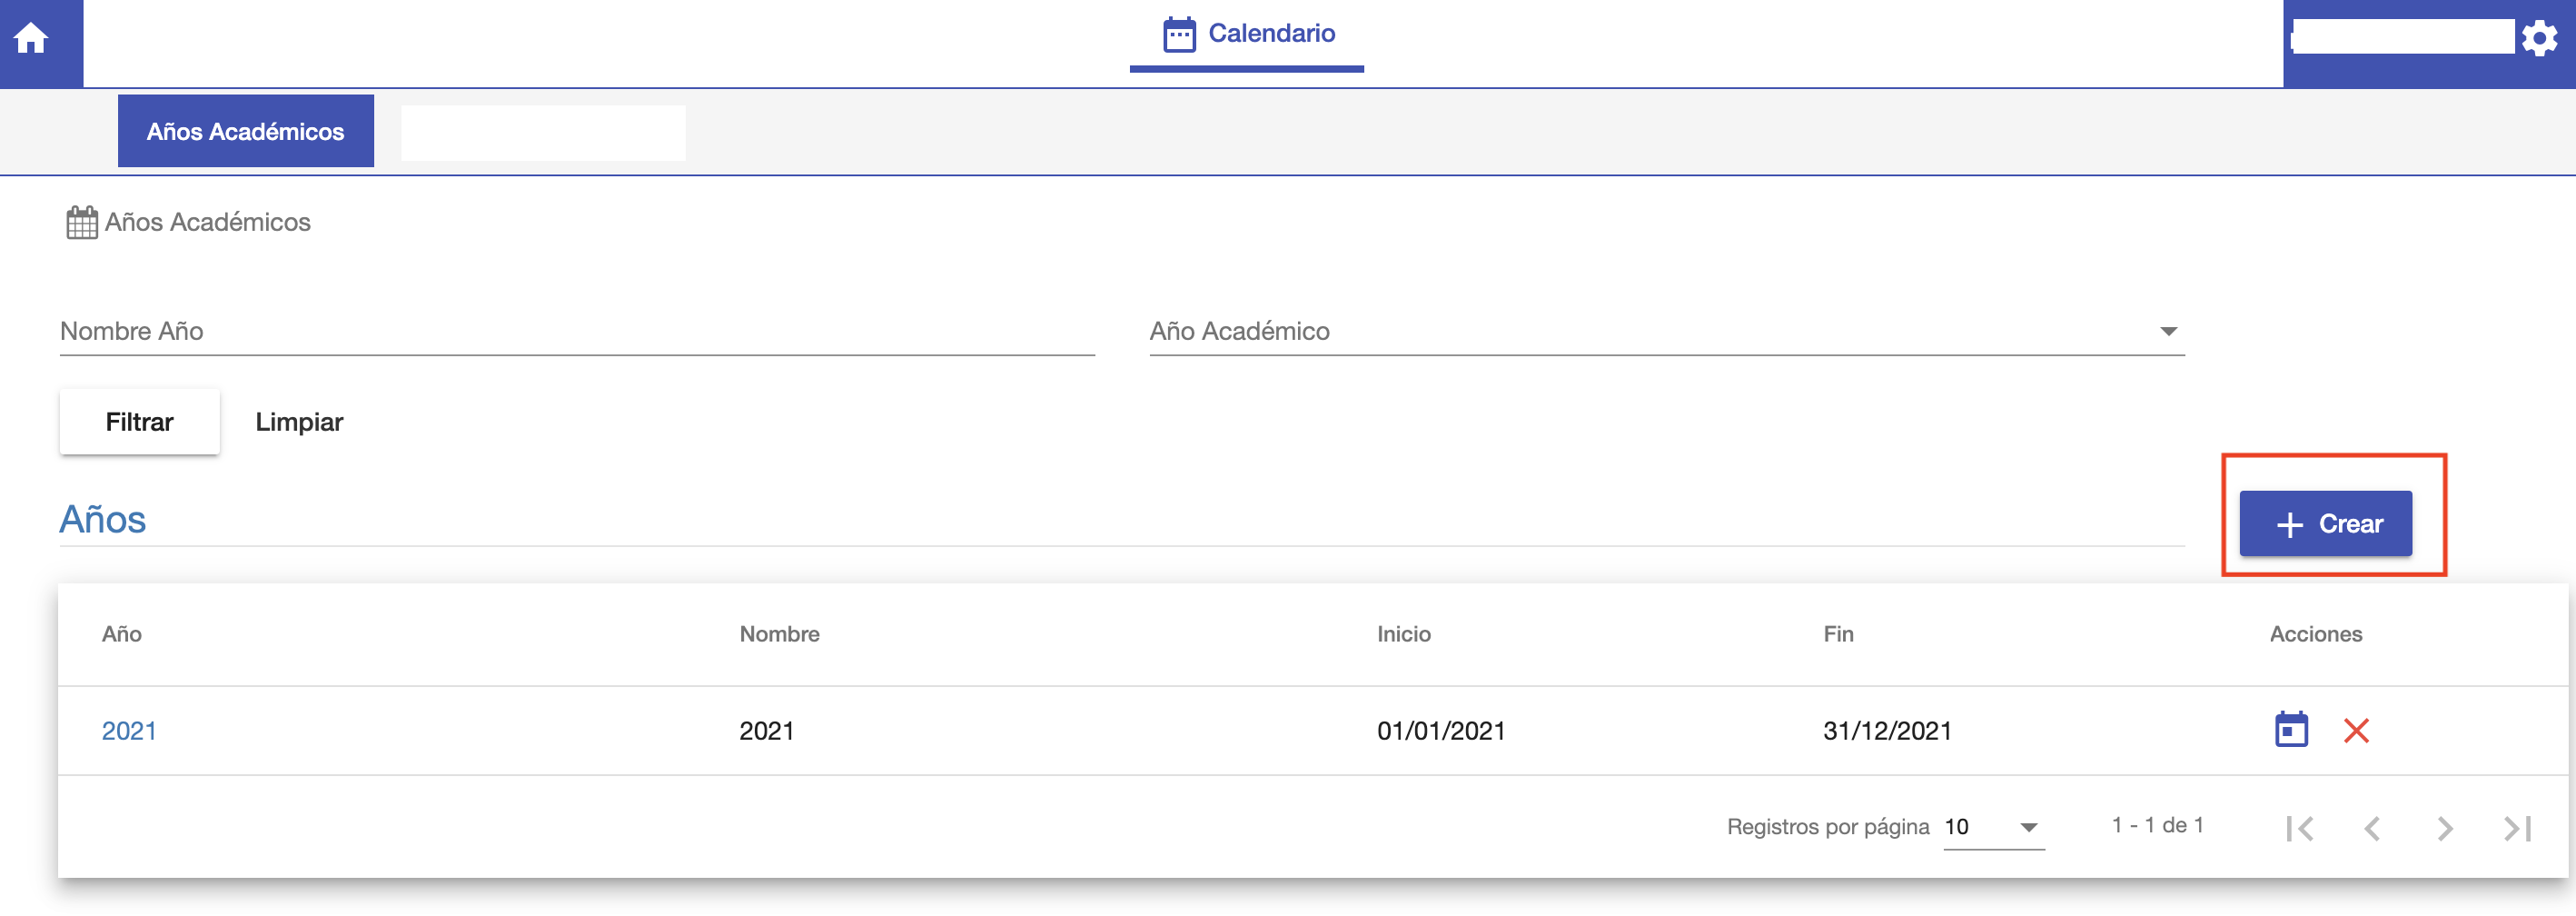 Calendario
Años Académicos
Años Académicos
Nombre Año Año Académico
Filtrar Limpiar
Años
+ Crear
Año Nombre Inicio Fin Acciones
2021 2021 01/01/2021 31/12/2021
Registros por página 10 1 - 1 de 1